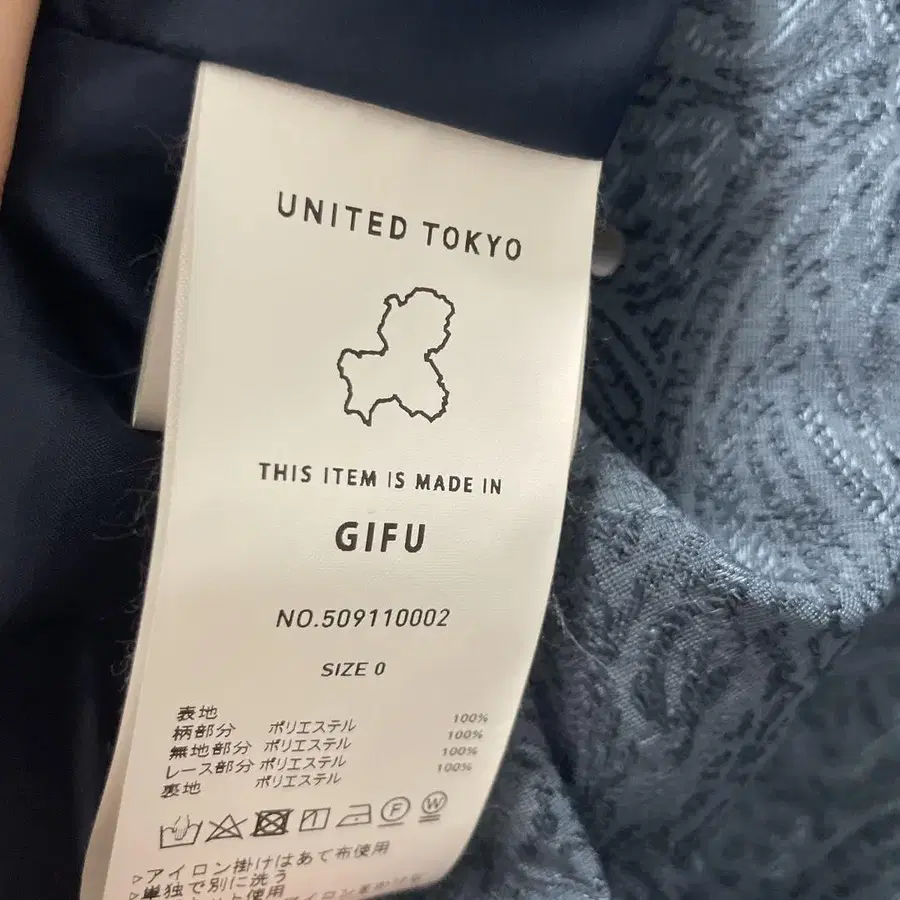 UNITED TOKYO
THIS ITEM IS MADE IN
GIFU
NO.509110002
SIZE 0
表地
柄部分 ポリエステル 100%
無地部分 ポリエステル 100%
レース部分 ポリエステル 100%
裏地 ポリエステル 100%
F W
▷アイロン掛けはあて布使用
▷単独で別に洗う